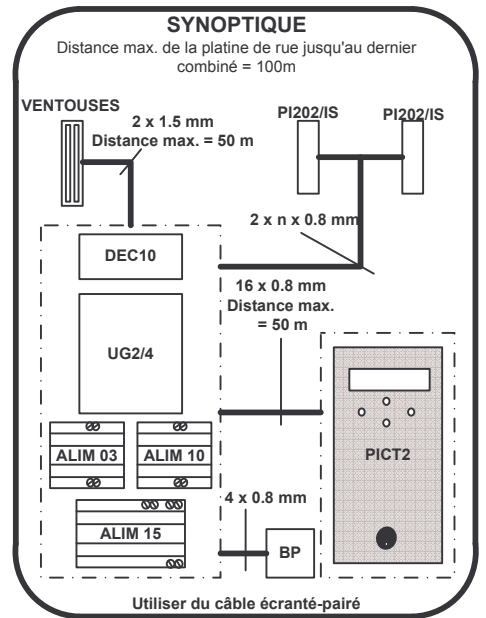 SYNOPTIQUE
Distance max. de la platine de rue jusqu'au dernier
combiné = 100m
VENTOUSES
2 x 1.5 mm
Distance max. = 50 m
PI202/IS
PI202/IS
2 x n x 0.8 mm
DEC10
16 x 0.8 mm
Distance max.
= 50 m
UG2/4
ALIM 03
ALIM 10
PICT2
4 x 0.8 mm
ALIM 15
BP
Utiliser du câble écranté-pairé